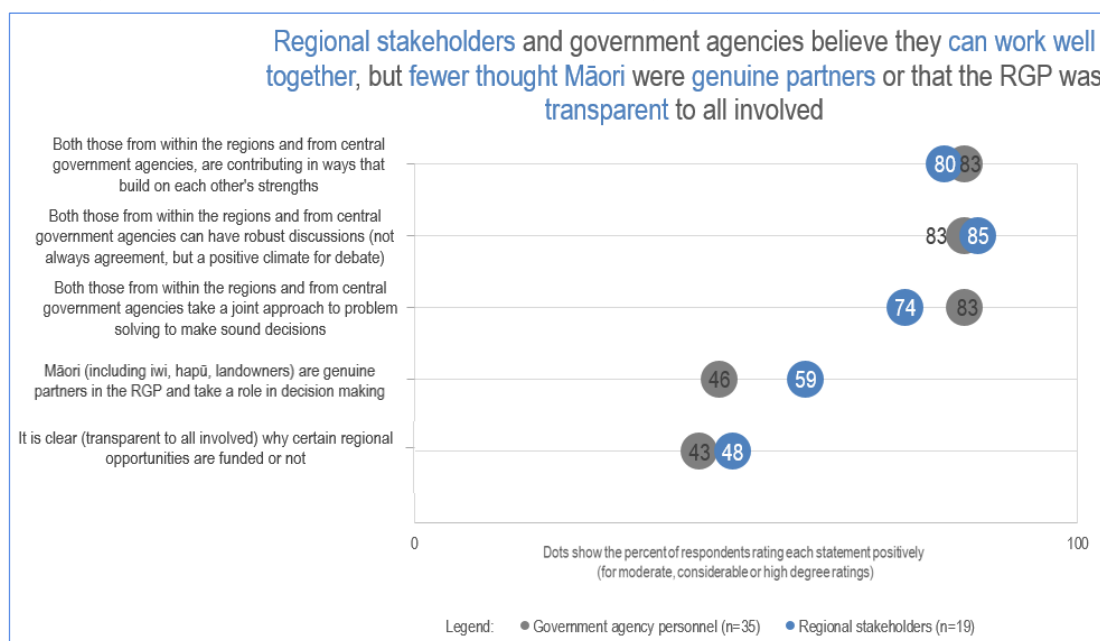 Regional stakeholders and government agencies believe they can work well
together, but fewer thought Māori were genuine partners or that the RGP was
transparent to all involved
Both those from within the regions and from central
government agencies, are contributing in ways that
build on each other's strengths
80
83
Both those from within the regions and from central
government agencies can have robust discussions (not
always agreement, but a positive climate for debate)
83
85
Both those from within the regions and from central
government agencies take a joint approach to problem
solving to make sound decisions
74
83
Māori (including iwi, hapū, landowners) are genuine
partners in the RGP and take a role in decision making
46
59
It is clear (transparent to all involved) why certain regional
opportunities are funded or not
43
48
0
100
Dots show the percent of respondents rating each statement positively
(for moderate, considerable or high degree ratings)
Legend: Government agency personnel (n=35) Regional stakeholders (n=19)